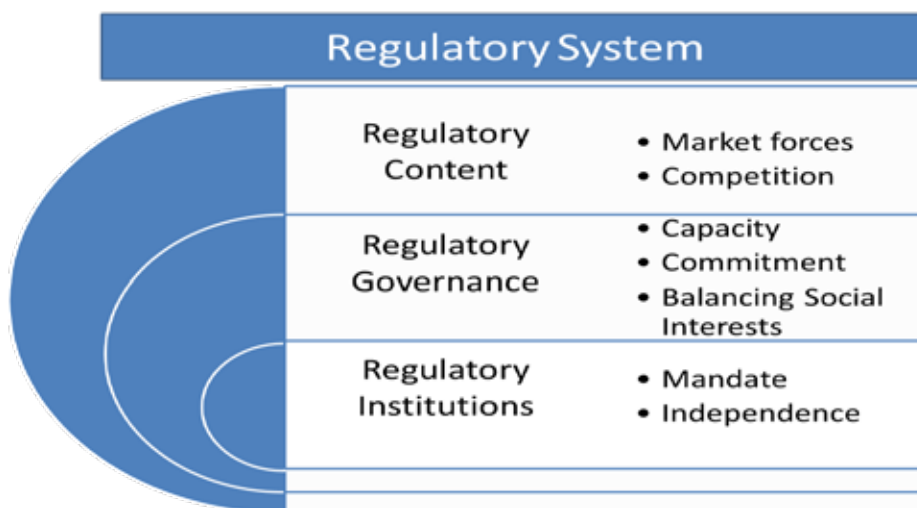 Regulatory System
Regulatory
Content
• Market forces
• Competition
Regulatory
Governance
• Capacity
• Commitment
• Balancing Social
Interests
Regulatory
Institutions
• Mandate
• Independence